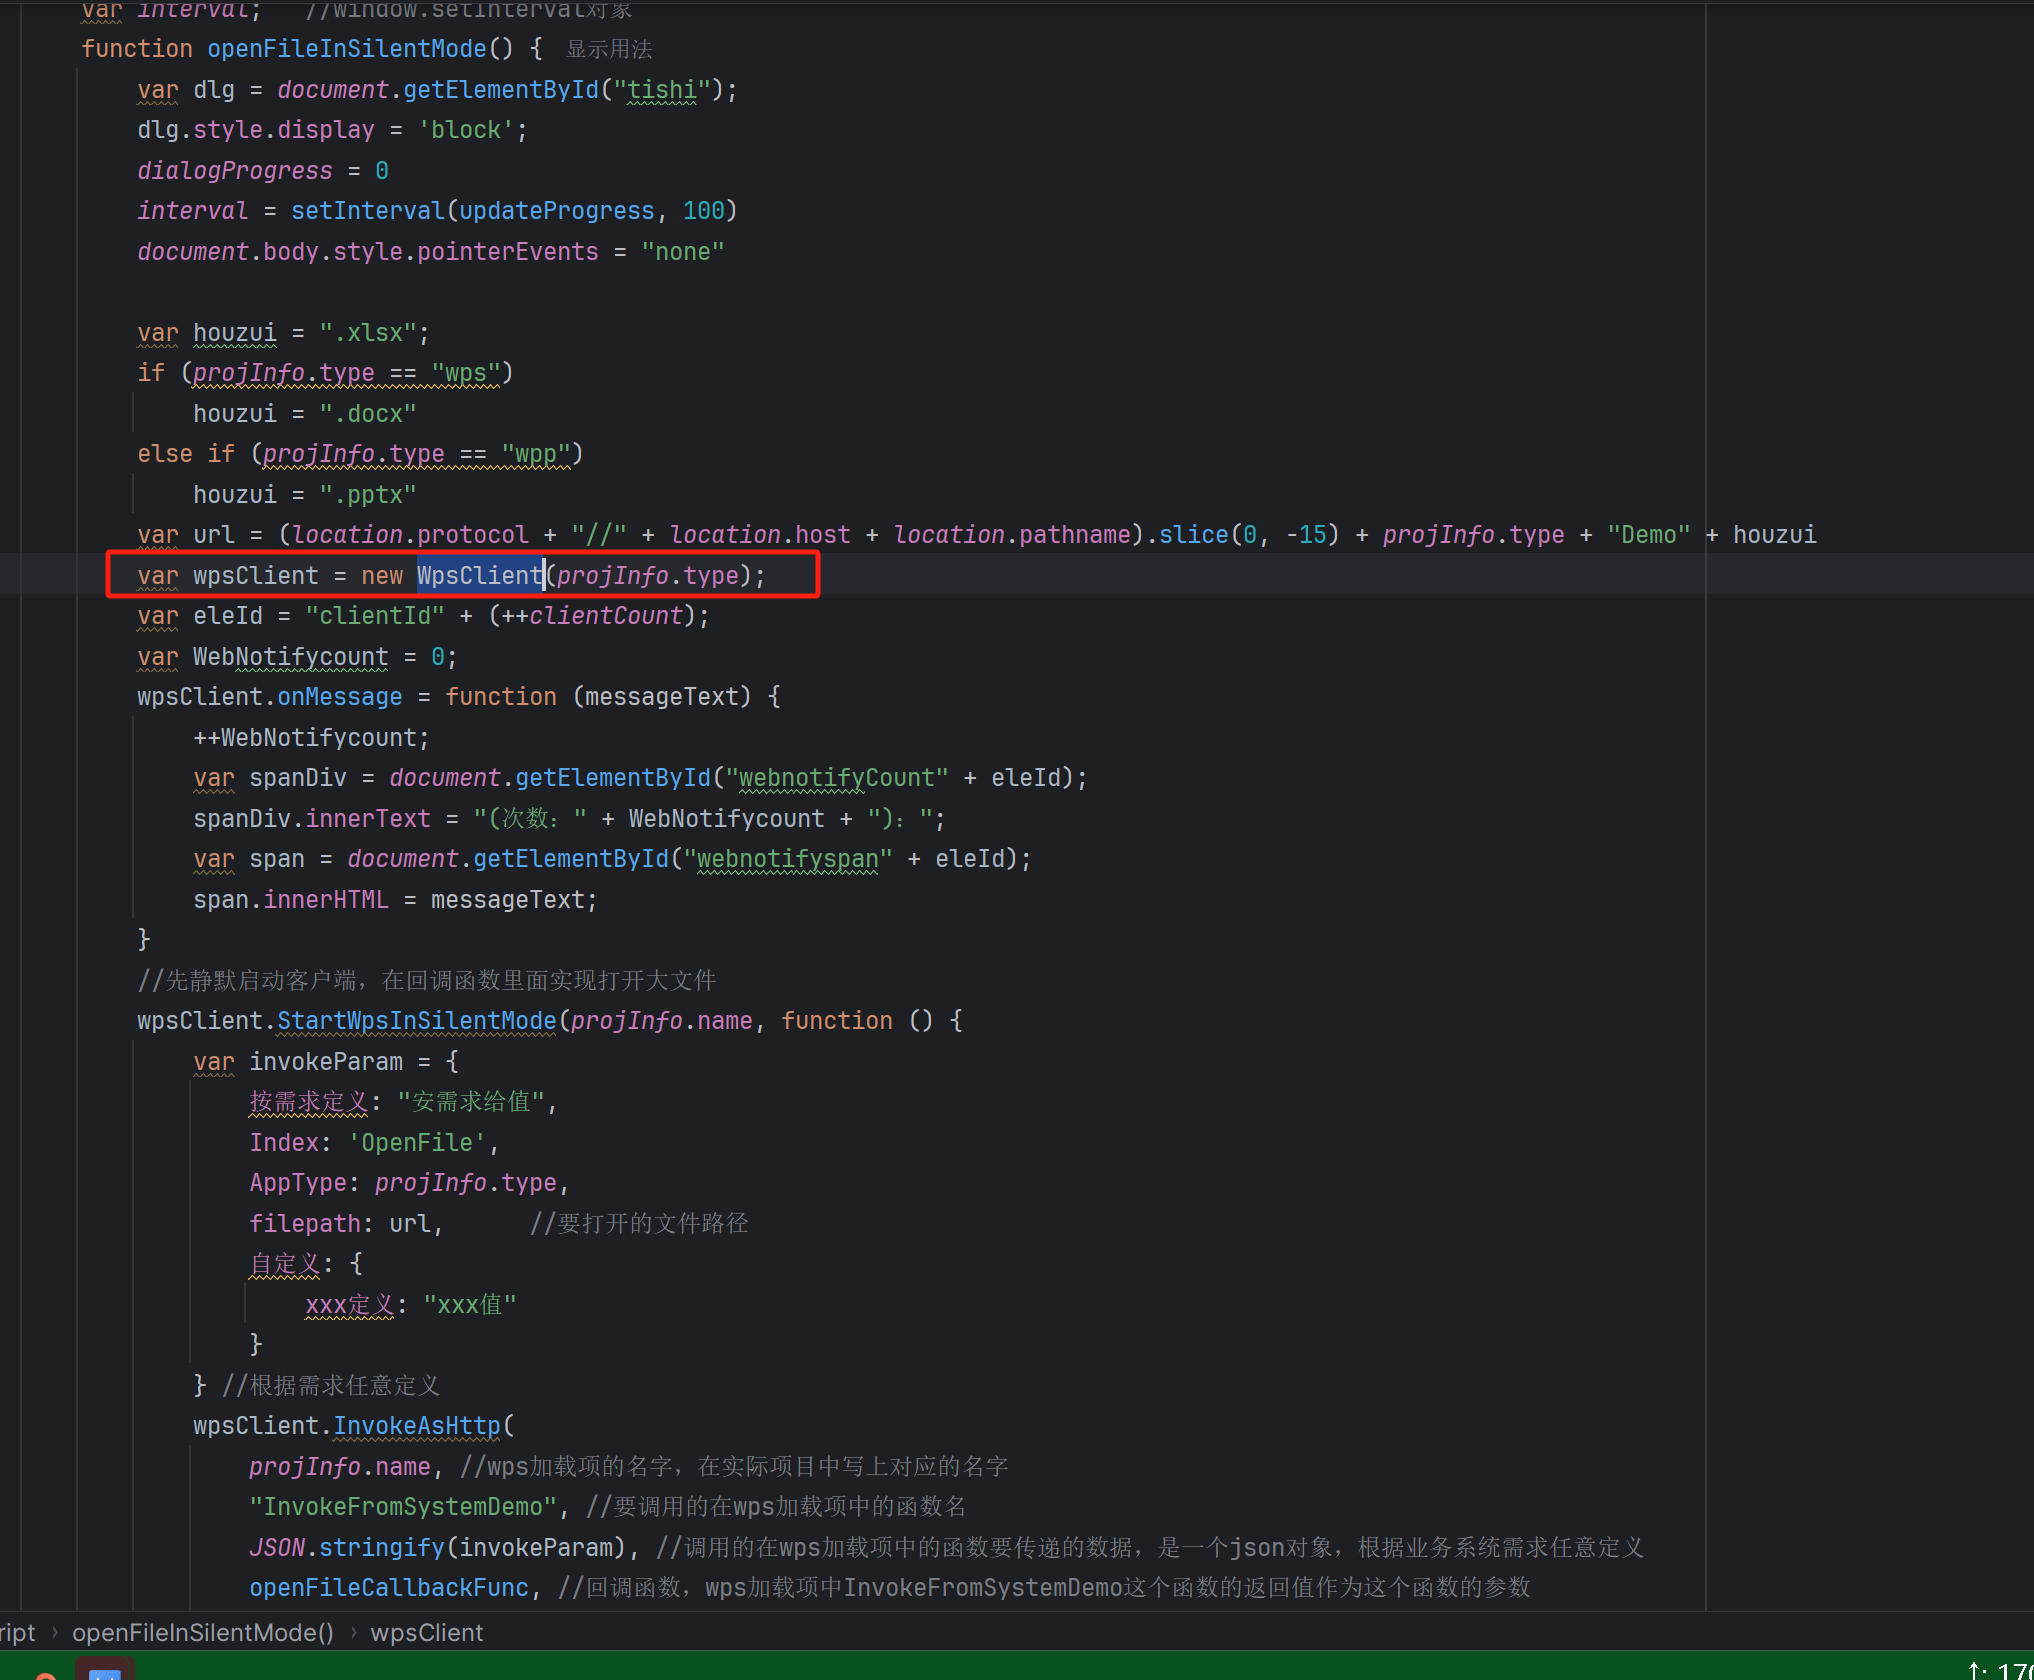 var interval;   //window.setInterval对象
function openFileInSilentMode() {  显示用法
    var dlg = document.getElementById("tishi");
    dlg.style.display = 'block';
    dialogProgress = 0
    interval = setInterval(updateProgress, 100)
    document.body.style.pointerEvents = "none"
    var houzui = ".xlsx";
    if (projInfo.type == "wps")
        houzui = ".docx"
    else if (projInfo.type == "wpp")
        houzui = ".pptx"
    var url = (location.protocol + "//" + location.host + location.pathname).slice(0, -15) + projInfo.type + "Demo" + houzui
    var wpsClient = new WpsClient(projInfo.type);
    var eleId = "clientId" + (++clientCount);
    var WebNotifycount = 0;
    wpsClient.onMessage = function (messageText) {
        ++WebNotifycount;
        var spanDiv = document.getElementById("webnotifyCount" + eleId);
        spanDiv.innerText = "(次数：" + WebNotifycount + ")：";
        var span = document.getElementById("webnotifyspan" + eleId);
        span.innerHTML = messageText;
    }
    //先静默启动客户端，在回调函数里面实现打开大文件
    wpsClient.StartWpsInSilentMode(projInfo.name, function () {
        var invokeParam = {
            按需求定义: "安需求给值",
            Index: 'OpenFile',
            AppType: projInfo.type,
            filepath: url,      //要打开的文件路径
            自定义: {
                xxx定义: "xxx值"
            }
        } //根据需求任意定义
        wpsClient.InvokeAsHttp(
            projInfo.name, //wps加载项的名字，在实际项目中写上对应的名字
            "InvokeFromSystemDemo", //要调用的在wps加载项中的函数名
            JSON.stringify(invokeParam), //调用的在wps加载项中的函数要传递的数据，是一个json对象，根据业务系统需求任意定义
            openFileCallbackFunc, //回调函数，wps加载项中InvokeFromSystemDemo这个函数的返回值作为这个函数的参数
ript › openFileInSilentMode() › wpsClient